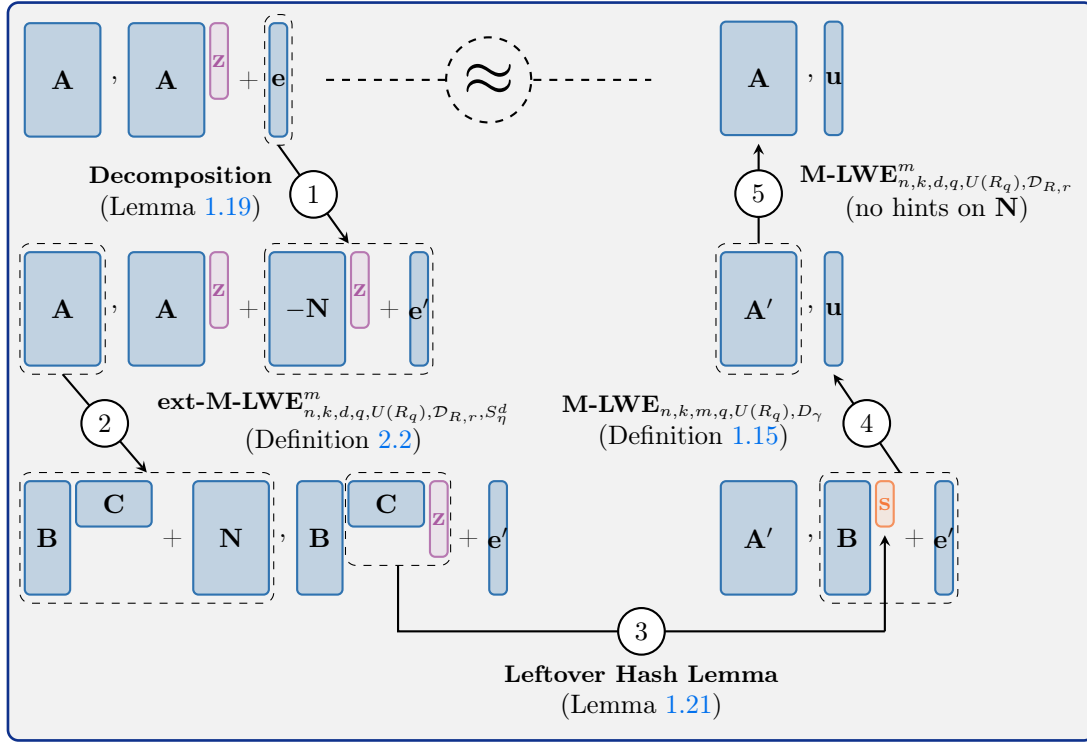 A , A z + e ≈ A , u
Decomposition
(Lemma 1.19)
1
5
M-LWE^m_{n,k,d,q,U(R_q),𝒟_{R,r}}
(no hints on N)
A , A z + −N z + e′
A′ , u
2
ext-M-LWE^m_{n,k,d,q,U(R_q),𝒟_{R,r},S_η^d}
(Definition 2.2)
M-LWE_{n,k,m,q,U(R_q),D_γ}
(Definition 1.15)
4
B C + N , B C z + e′
A′ , B s + e′
3
Leftover Hash Lemma
(Lemma 1.21)